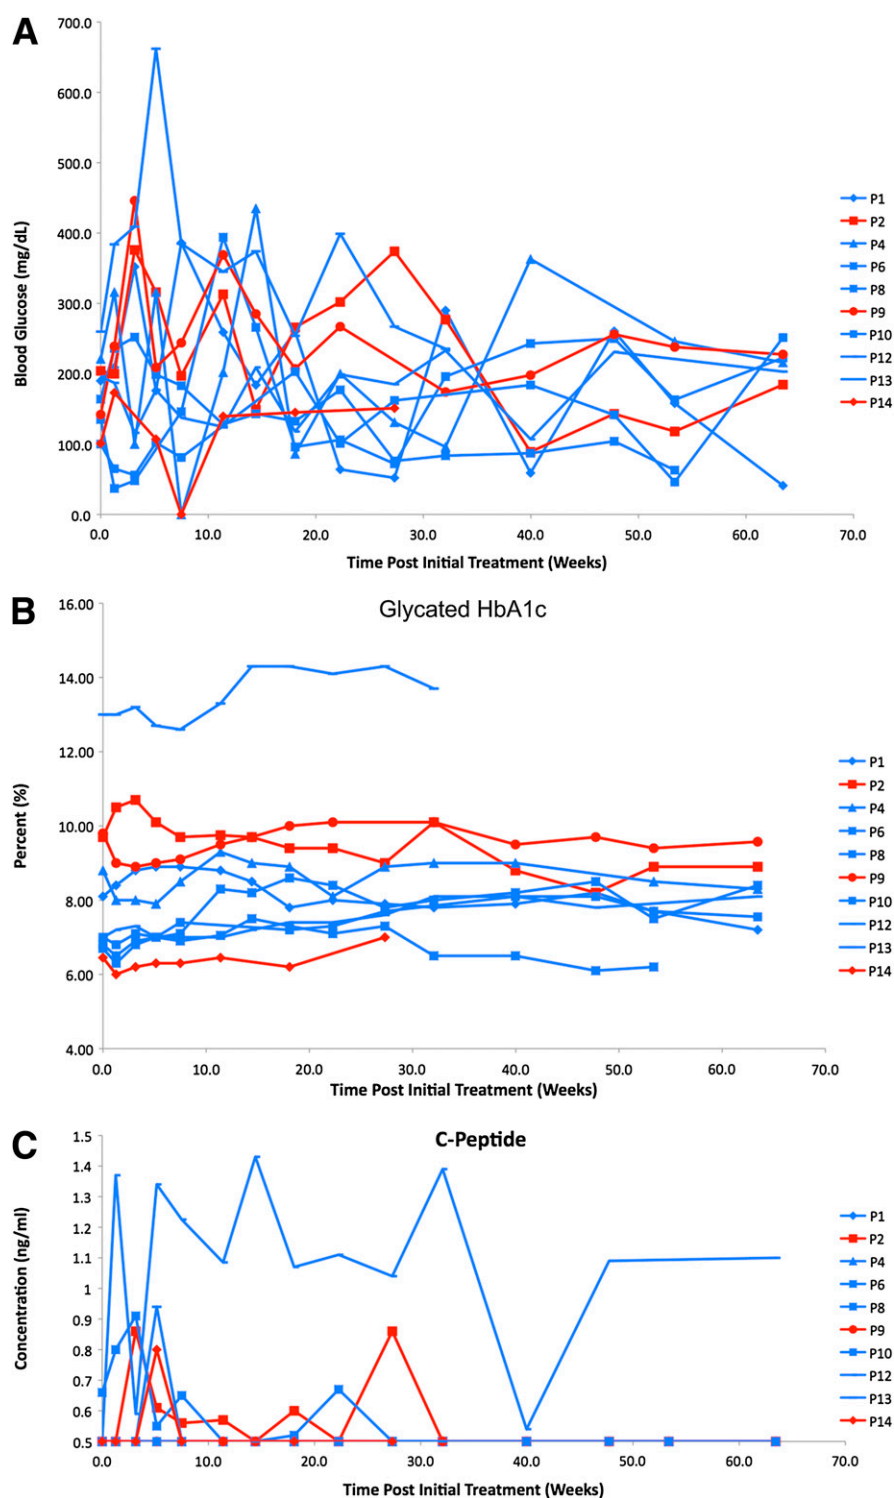 A
700.0
600.0
500.0
400.0
300.0
200.0
100.0
0.0
Blood Glucose (mg/dL)
0.0 10.0 20.0 30.0 40.0 50.0 60.0 70.0
Time Post Initial Treatment (Weeks)
P1
P2
P4
P6
P8
P9
P10
P12
P13
P14
B
Glycated HbA1c
16.00
14.00
12.00
10.00
8.00
6.00
4.00
Percent (%)
0.0 10.0 20.0 30.0 40.0 50.0 60.0 70.0
Time Post Initial Treatment (Weeks)
P1
P2
P4
P6
P8
P9
P10
P12
P13
P14
C
C-Peptide
1.5
1.4
1.3
1.2
1.1
1
0.9
0.8
0.7
0.6
0.5
Concentration (ng/ml)
0.0 10.0 20.0 30.0 40.0 50.0 60.0 70.0
Time Post Initial Treatment (Weeks)
P1
P2
P4
P6
P8
P9
P10
P12
P13
P14